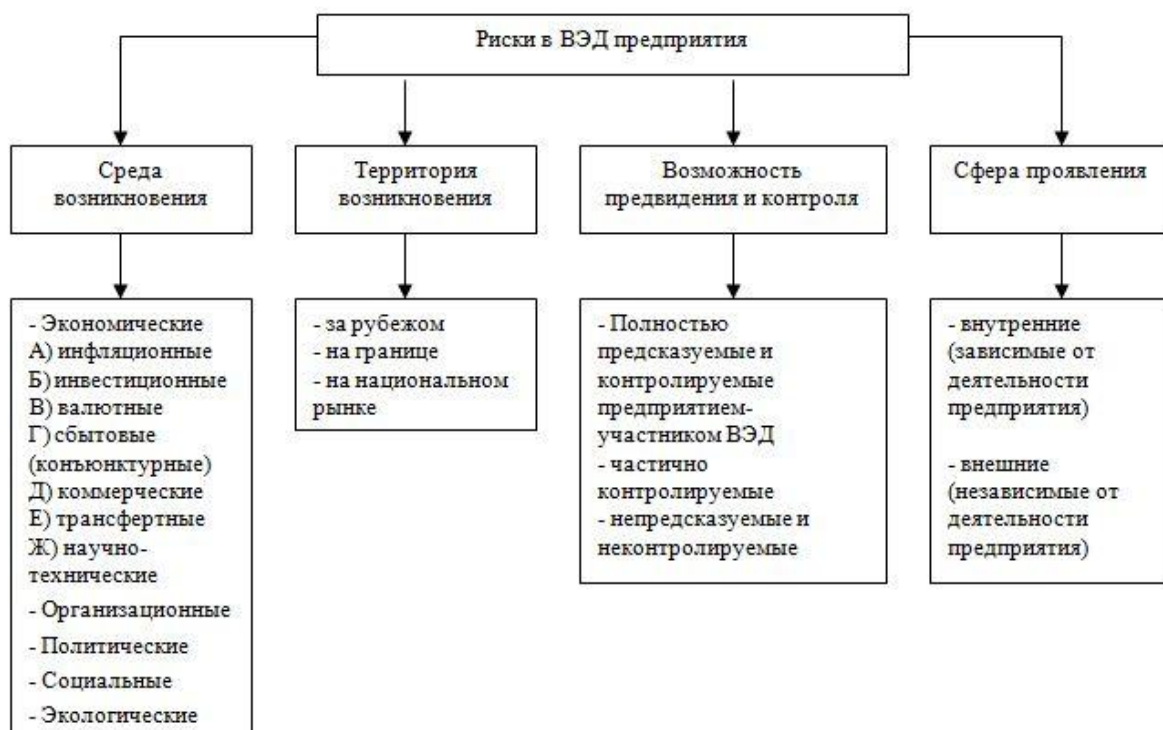 Риски в ВЭД предприятия
Среда
возникновения
Территория
возникновения
Возможность
предвидения и контроля
Сфера проявления
- Экономические
А) инфляционные
Б) инвестиционные
В) валютные
Г) сбытовые
(конъюнктурные)
Д) коммерческие
Е) трансфертные
Ж) научно-
технические
- Организационные
- Политические
- Социальные
- Экологические
- за рубежом
- на границе
- на национальном
рынке
- Полностью
предсказуемые и
контролируемые
предприятием-
участником ВЭД
- частично
контролируемые
- непредсказуемые и
неконтролируемые
- внутренние
(зависимые от
деятельности
предприятия)
- внешние
(независимые от
деятельности
предприятия)